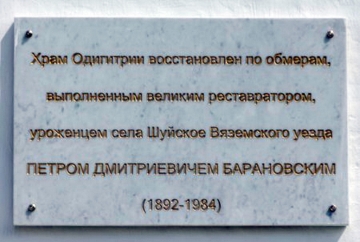 Храм Одигитрии восстановлен по обмерам,
выполненным великим реставратором,
уроженцем села Шуйское Вяземского уезда
ПЕТРОМ ДМИТРИЕВИЧЕМ БАРАНОВСКИМ
(1892-1984)